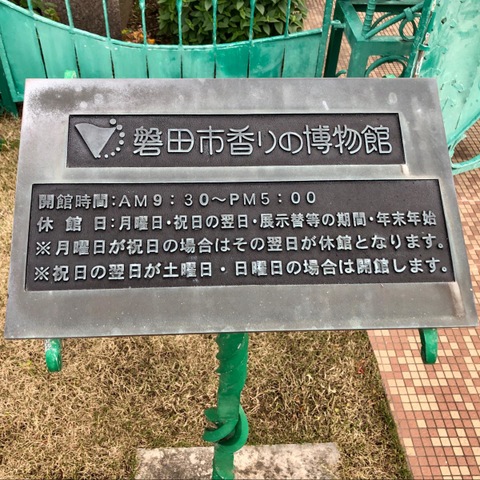 磐田市香りの博物館
開館時間:AM9:30～PM5:00
休館日:月曜日・祝日の翌日・展示替等の期間・年末年始
※月曜日が祝日の場合はその翌日が休館となります。
※祝日の翌日が土曜日・日曜日の場合は開館します。